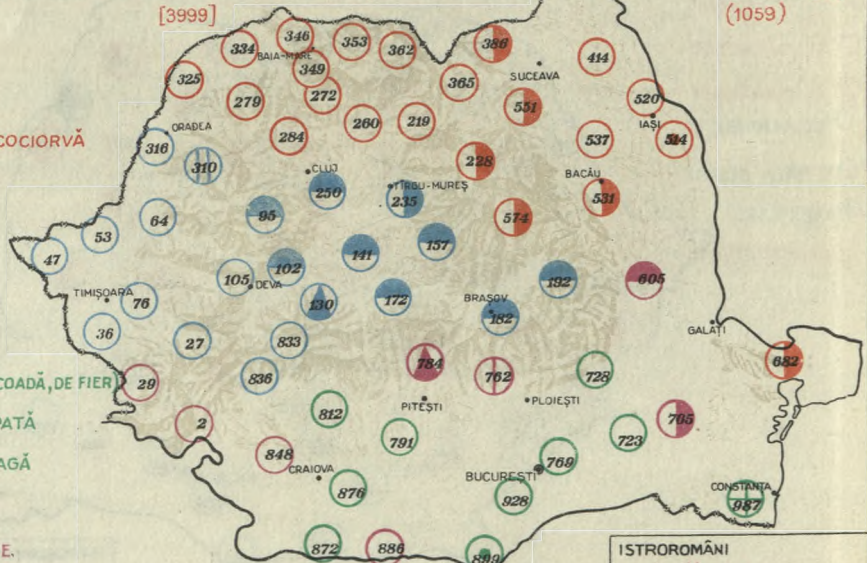 [3999]
(1059)
346
334
353
362
386
BAIA-MARE
349
414
SUCEAVA
325
365
272
279
520
551
IAȘI
ORADEA
260
219
COCIORVĂ
284
537
514
316
310
228
CLUJ
BACĂU
TÎRGU-MUREȘ
250
235
531
64
95
574
53
157
141
47
102
105
DEVA
192
605
TIMIȘOARA
76
130
172
BRAȘOV
182
36
GALAȚI
27
833
784
682
COADĂ, DE FIER
29
836
762
728
PITEȘTI
PLOIEȘTI
812
PATĂ
2
765
791
723
AGĂ
848
769
CRAIOVA
BUCUREȘTI
876
928
CONSTANȚA
987
E.
872
886
899
ISTROROMÂNI